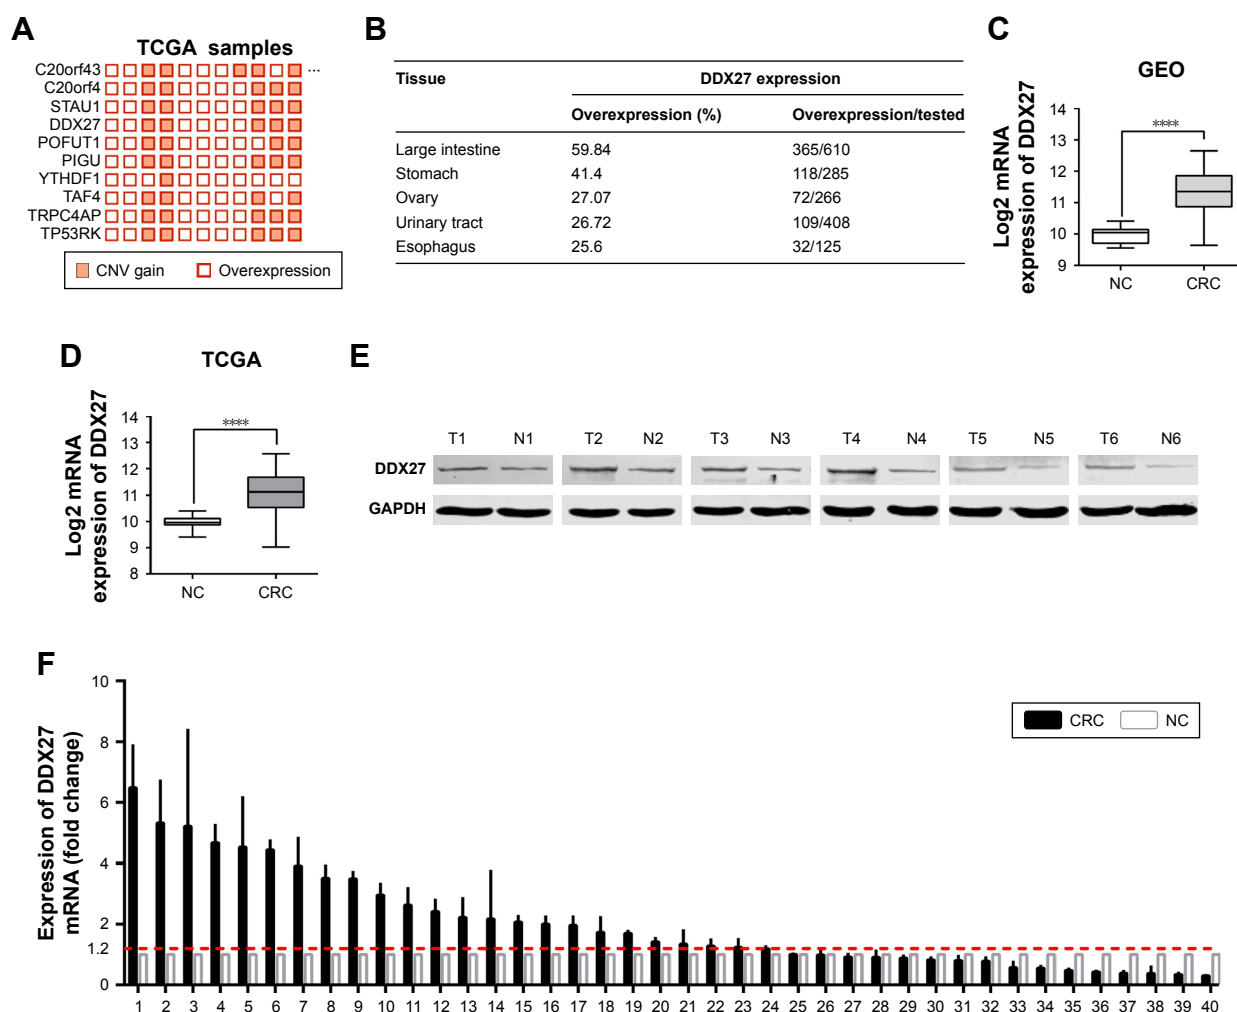 A
TCGA samples
C20orf43
...
C20orf4
STAU1
DDX27
POFUT1
PIGU
YTHDF1
TAF4
TRPC4AP
TP53RK
CNV gain
Overexpression
B
Tissue
DDX27 expression
Overexpression (%)
Overexpression/tested
Large intestine 59.84 365/610
Stomach 41.4 118/285
Ovary 27.07 72/266
Urinary tract 26.72 109/408
Esophagus 25.6 32/125
C
GEO
Log2 mRNA
expression of DDX27
14
13
12
11
10
9
****
NC CRC
D
TCGA
Log2 mRNA
expression of DDX27
14
13
12
11
10
9
8
****
NC CRC
E
T1 N1 T2 N2 T3 N3 T4 N4 T5 N5 T6 N6
DDX27
GAPDH
F
Expression of DDX27
mRNA (fold change)
10
8
6
4
2
1.2
0
CRC
NC
1 2 3 4 5 6 7 8 9 10 11 12 13 14 15 16 17 18 19 20 21 22 23 24 25 26 27 28 29 30 31 32 33 34 35 36 37 38 39 40